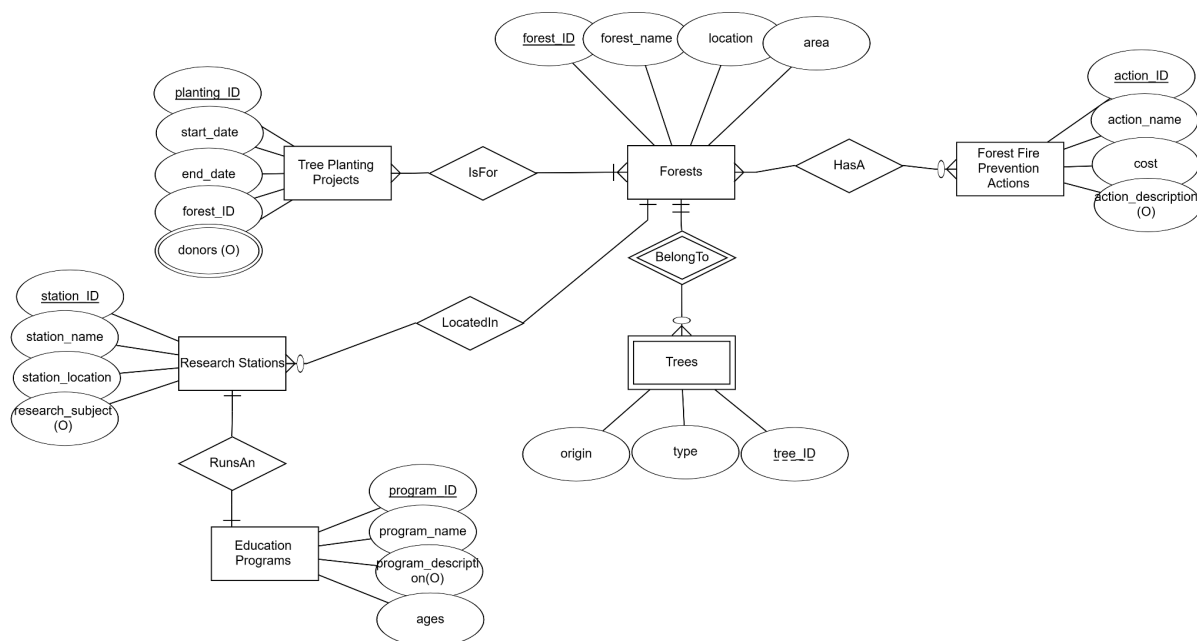 forest_ID
forest_name
location
area
planting_ID
start_date
end_date
forest_ID
donors (O)
Tree Planting
Projects
IsFor
Forests
HasA
Forest Fire
Prevention
Actions
action_ID
action_name
cost
action_description
(O)
BelongTo
station_ID
station_name
station_location
research_subject
(O)
Research Stations
LocatedIn
Trees
origin
type
tree_ID
RunsAn
Education
Programs
program_ID
program_name
program_descripti
on(O)
ages